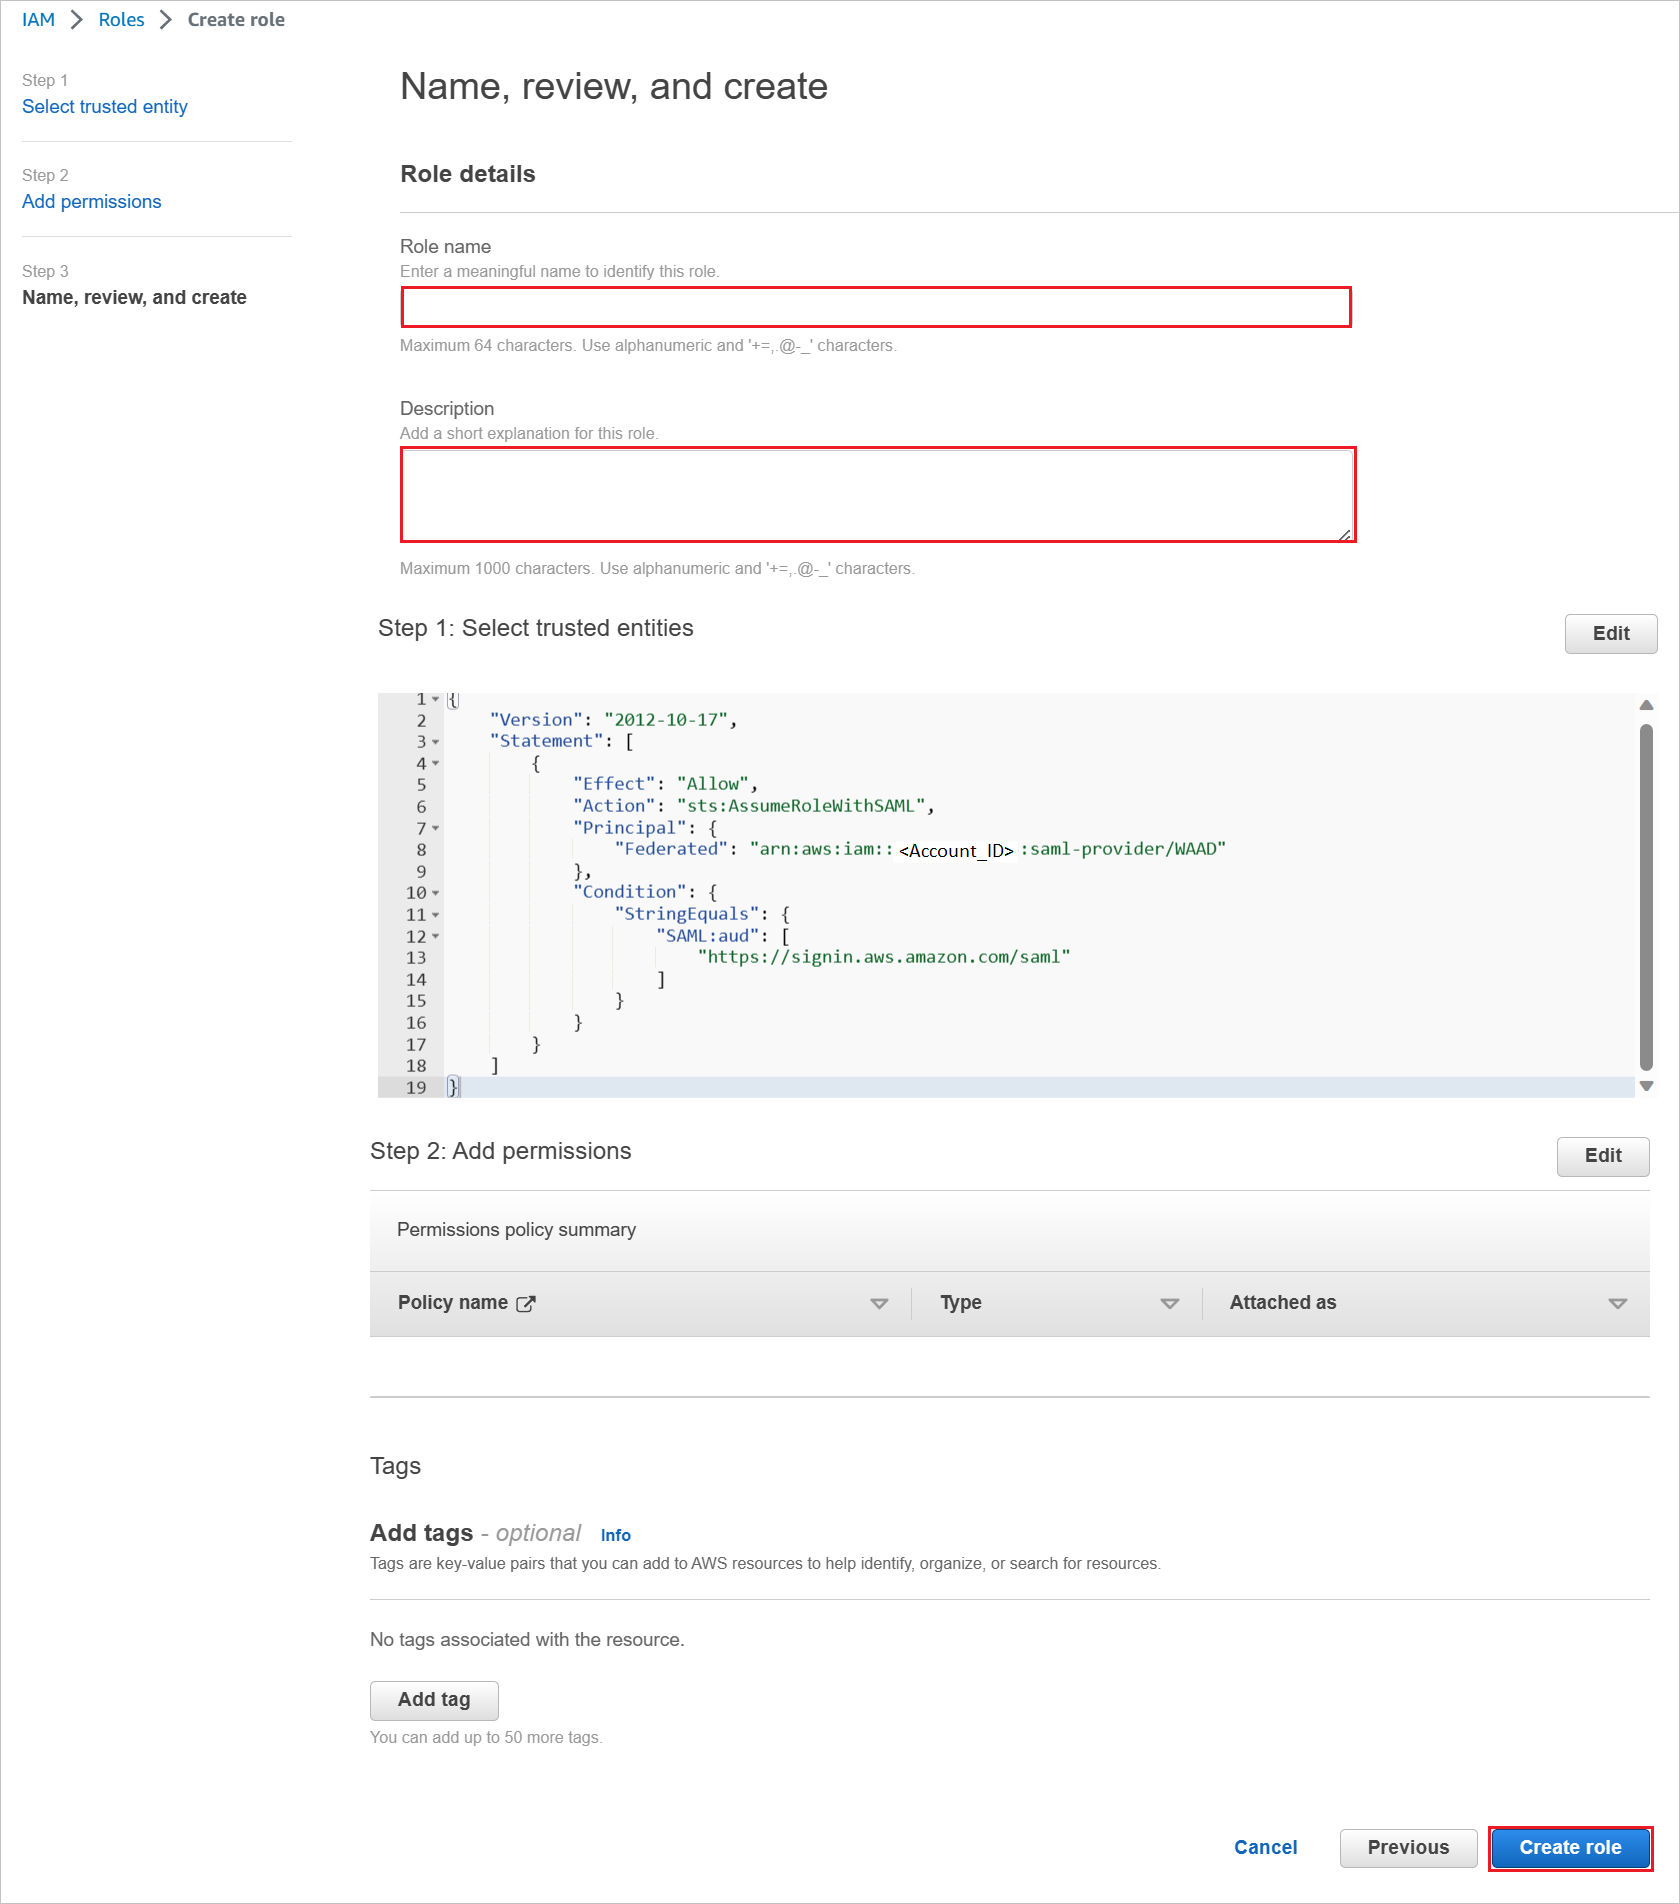 IAM > Roles > Create role
Step 1
Select trusted entity
Step 2
Add permissions
Step 3
Name, review, and create
Name, review, and create
Role details
Role name
Enter a meaningful name to identify this role.
Maximum 64 characters. Use alphanumeric and '+=,.@-_' characters.
Description
Add a short explanation for this role.
Maximum 1000 characters. Use alphanumeric and '+=,.@-_' characters.
Step 1: Select trusted entities
Edit
1 {
2     "Version": "2012-10-17",
3     "Statement": [
4         {
5             "Effect": "Allow",
6             "Action": "sts:AssumeRoleWithSAML",
7             "Principal": {
8                 "Federated": "arn:aws:iam:: <Account_ID> :saml-provider/WAAD"
9             },
10             "Condition": {
11                 "StringEquals": {
12                     "SAML:aud": [
13                         "https://signin.aws.amazon.com/saml"
14                     ]
15                 }
16             }
17         }
18     ]
19 }
Step 2: Add permissions
Edit
Permissions policy summary
Policy name Type Attached as
Tags
Add tags - optional Info
Tags are key-value pairs that you can add to AWS resources to help identify, organize, or search for resources.
No tags associated with the resource.
Add tag
You can add up to 50 more tags.
Cancel Previous Create role